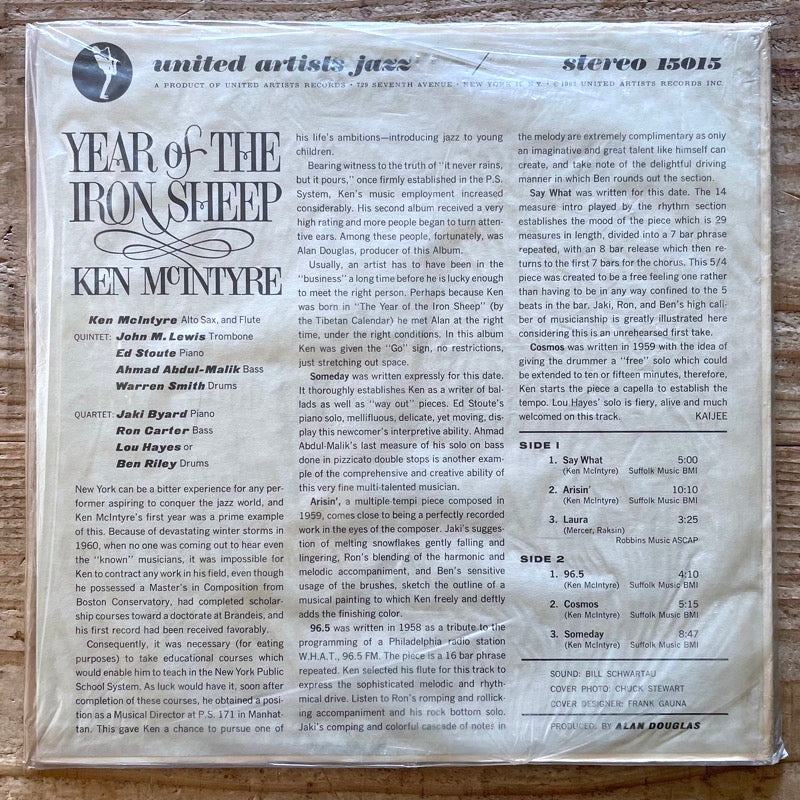 united artists jazz / stereo 15015
A PRODUCT OF UNITED ARTISTS RECORDS • 729 SEVENTH AVENUE • NEW YORK N.Y. • © UNITED ARTISTS RECORDS INC.
YEAR of THE
IRON SHEEP
KEN McINTYRE
Ken McIntyre Alto Sax, and Flute
QUINTET: John M. Lewis Trombone
Ed Stoute Piano
Ahmad Abdul-Malik Bass
Warren Smith Drums
QUARTET: Jaki Byard Piano
Ron Carter Bass
Lou Hayes or
Ben Riley Drums
New York can be a bitter experience for any per-
former aspiring to conquer the jazz world, and
Ken McIntyre's first year was a prime example
of this. Because of devastating winter storms in
1960, when no one was coming out to hear even
the "known" musicians, it was impossible for
Ken to contract any work in his field, even though
he possessed a Master's in Composition from
Boston Conservatory, had completed scholar-
ship courses toward a doctorate at Brandeis, and
his first record had been received favorably.
Consequently, it was necessary (for eating
purposes) to take educational courses which
would enable him to teach in the New York Public
School System. As luck would have it, soon after
completion of these courses, he obtained a posi-
tion as a Musical Director at P.S. 171 in Manhat-
tan. This gave Ken a chance to pursue one of
his life's ambitions—introducing jazz to young
children.
Bearing witness to the truth of "it never rains,
but it pours," once firmly established in the P.S.
System, Ken's music employment increased
considerably. His second album received a very
high rating and more people began to turn atten-
tive ears. Among these people, fortunately, was
Alan Douglas, producer of this Album.
Usually, an artist has to have been in the
"business" a long time before he is lucky enough
to meet the right person. Perhaps because Ken
was born in "The Year of the Iron Sheep" (by
the Tibetan Calendar) he met Alan at the right
time, under the right conditions. In this album
Ken was given the "Go" sign, no restrictions,
just stretching out space.
Someday was written expressly for this date.
It thoroughly establishes Ken as a writer of bal-
lads as well as "way out" pieces. Ed Stoute's
piano solo, mellifluous, delicate, yet moving, dis-
play this newcomer's interpretive ability. Ahmad
Abdul-Malik's last measure of his solo on bass
done in pizzicato double stops is another exam-
ple of the comprehensive and creative ability of
this very fine multi-talented musician.
Arisin', a multiple-tempi piece composed in
1959, comes close to being a perfectly recorded
work in the eyes of the composer. Jaki's sugges-
tion of melting snowflakes gently falling and
lingering, Ron's blending of the harmonic and
melodic accompaniment, and Ben's sensitive
usage of the brushes, sketch the outline of a
musical painting to which Ken freely and deftly
adds the finishing color.
96.5 was written in 1958 as a tribute to the
programming of a Philadelphia radio station
W.H.A.T., 96.5 FM. The piece is a 16 bar phrase
repeated. Ken selected his flute for this track to
express the sophisticated melodic and rhyth-
mical drive. Listen to Ron's romping and rollick-
ing accompaniment and his rock bottom solo.
Jaki's comping and colorful cascade of notes in
the melody are extremely complimentary as only
an imaginative and great talent like himself can
create, and take note of the delightful driving
manner in which Ben rounds out the section.
Say What was written for this date. The 14
measure intro played by the rhythm section
establishes the mood of the piece which is 29
measures in length, divided into a 7 bar phrase
repeated, with an 8 bar release which then re-
turns to the first 7 bars for the chorus. This 5/4
piece was created to be a free feeling one rather
than having to be in any way confined to the 5
beats in the bar. Jaki, Ron, and Ben's high cali-
ber of musicianship is greatly illustrated here
considering this is an unrehearsed first take.
Cosmos was written in 1959 with the idea of
giving the drummer a "free" solo which could
be extended to ten or fifteen minutes, therefore,
Ken starts the piece a capella to establish the
tempo. Lou Hayes' solo is fiery, alive and much
welcomed on this track. KAIJEE
SIDE I
1. Say What 5:00
(Ken McIntyre) Suffolk Music BMI
2. Arisin' 10:10
(Ken McIntyre) Suffolk Music BMI
3. Laura 3:25
(Mercer, Raksin)
Robbins Music ASCAP
SIDE 2
1. 96.5 4:10
(Ken McIntyre) Suffolk Music BMI
2. Cosmos 5:15
(Ken McIntyre) Suffolk Music BMI
3. Someday 8:47
(Ken McIntyre) Suffolk Music BMI
SOUND: BILL SCHWARTAU
COVER PHOTO: CHUCK STEWART
COVER DESIGNER: FRANK GAUNA
PRODUCED BY ALAN DOUGLAS